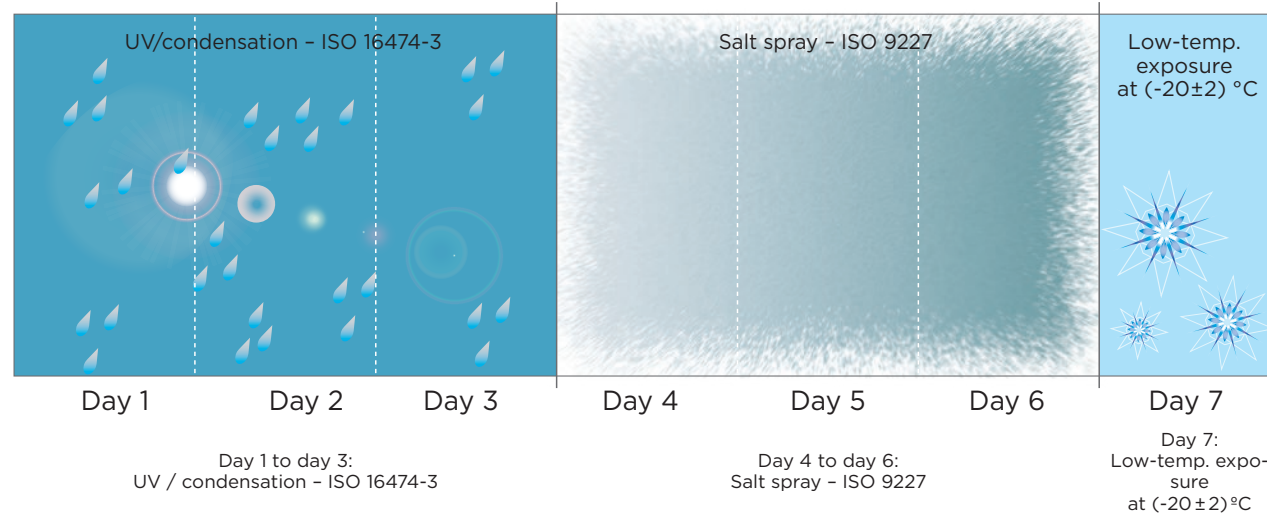 UV/condensation – ISO 16474-3
Salt spray – ISO 9227
Low-temp.
exposure
at (-20±2) °C
Day 1
Day 2
Day 3
Day 4
Day 5
Day 6
Day 7
Day 1 to day 3:
UV / condensation – ISO 16474-3
Day 4 to day 6:
Salt spray – ISO 9227
Day 7:
Low-temp. expo-
sure
at (-20 ± 2) ºC